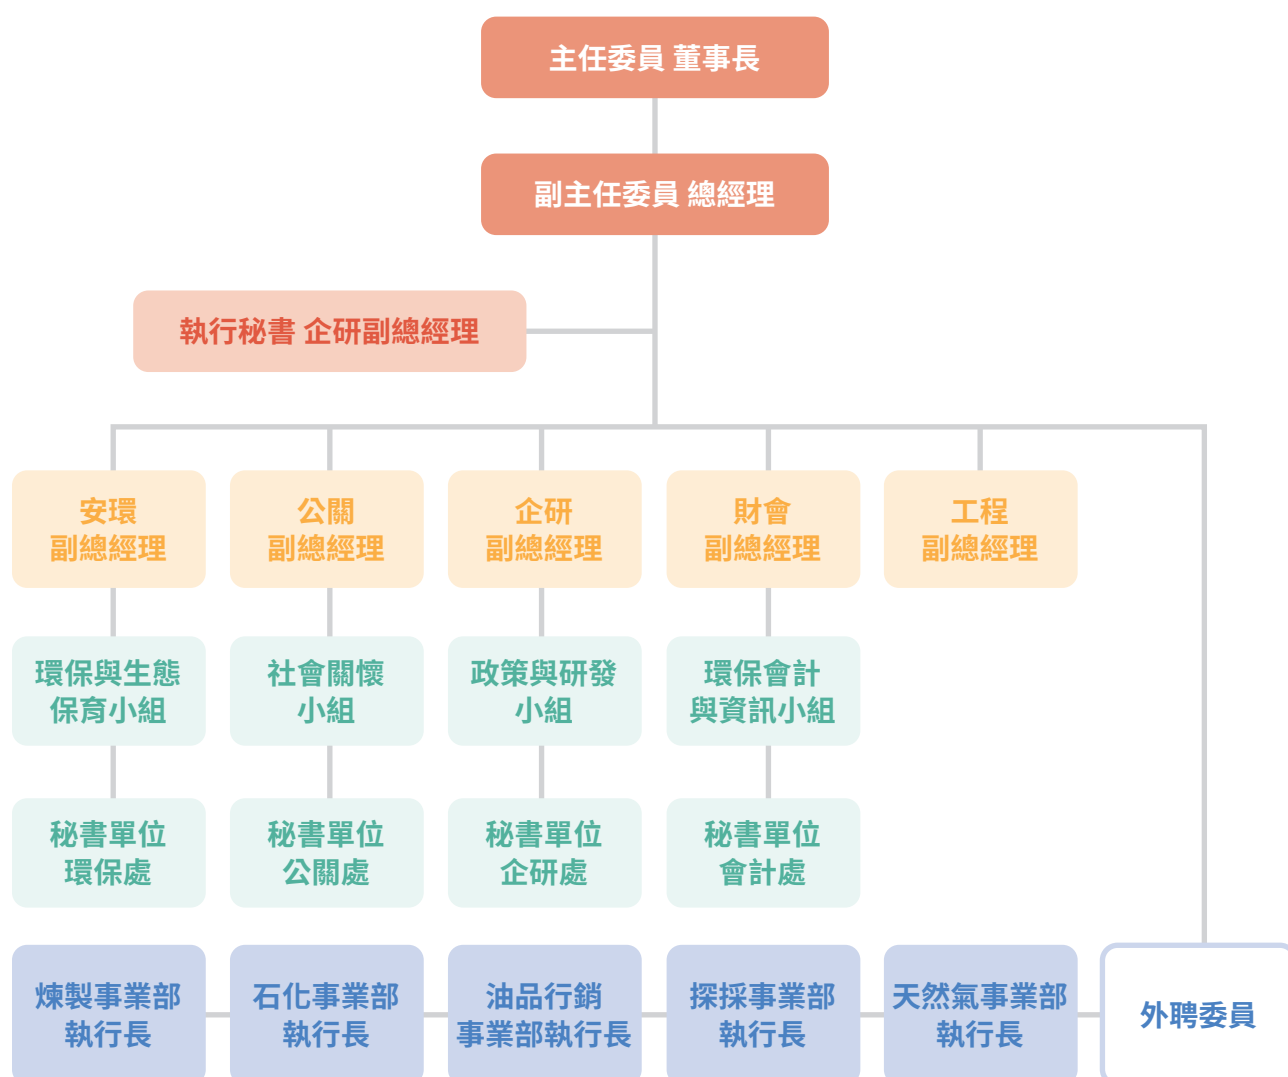 主任委員 董事長
副主任委員 總經理
執行秘書 企研副總經理
安環
副總經理
公關
副總經理
企研
副總經理
財會
副總經理
工程
副總經理
環保與生態
保育小組
社會關懷
小組
政策與研發
小組
環保會計
與資訊小組
秘書單位
環保處
秘書單位
公關處
秘書單位
企研處
秘書單位
會計處
煉製事業部
執行長
石化事業部
執行長
油品行銷
事業部執行長
探採事業部
執行長
天然氣事業部
執行長
外聘委員